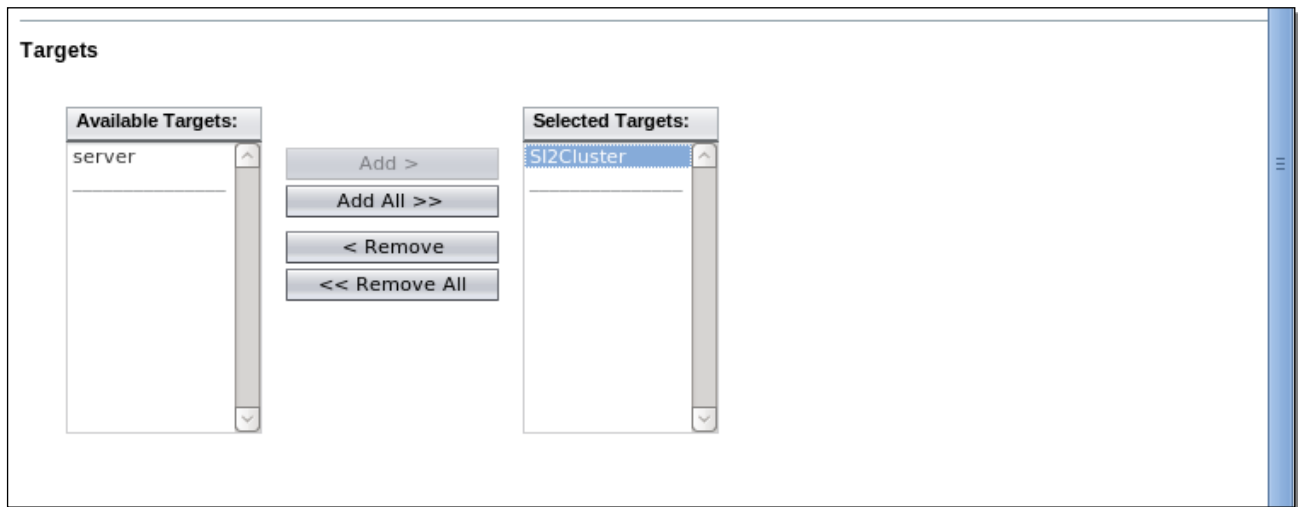 Targets
Available Targets:
Selected Targets:
server
SI2Cluster
Add >
Add All >>
< Remove
<< Remove All